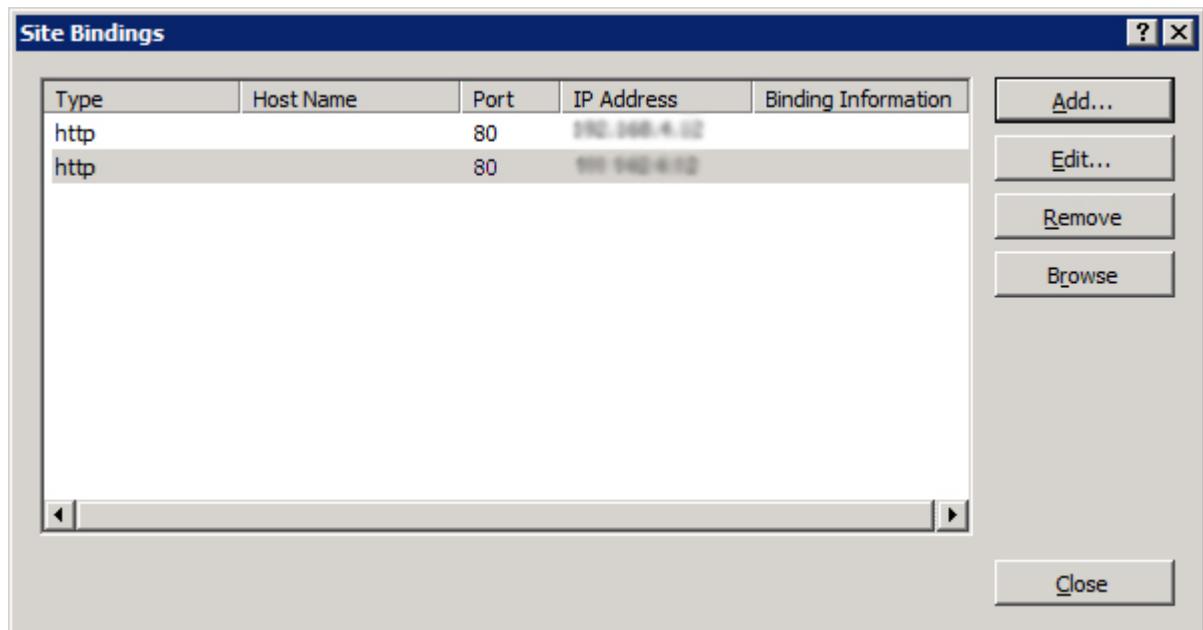 Site Bindings
Type Host Name Port IP Address Binding Information
http 80
http 80
Add...
Edit...
Remove
Browse
Close